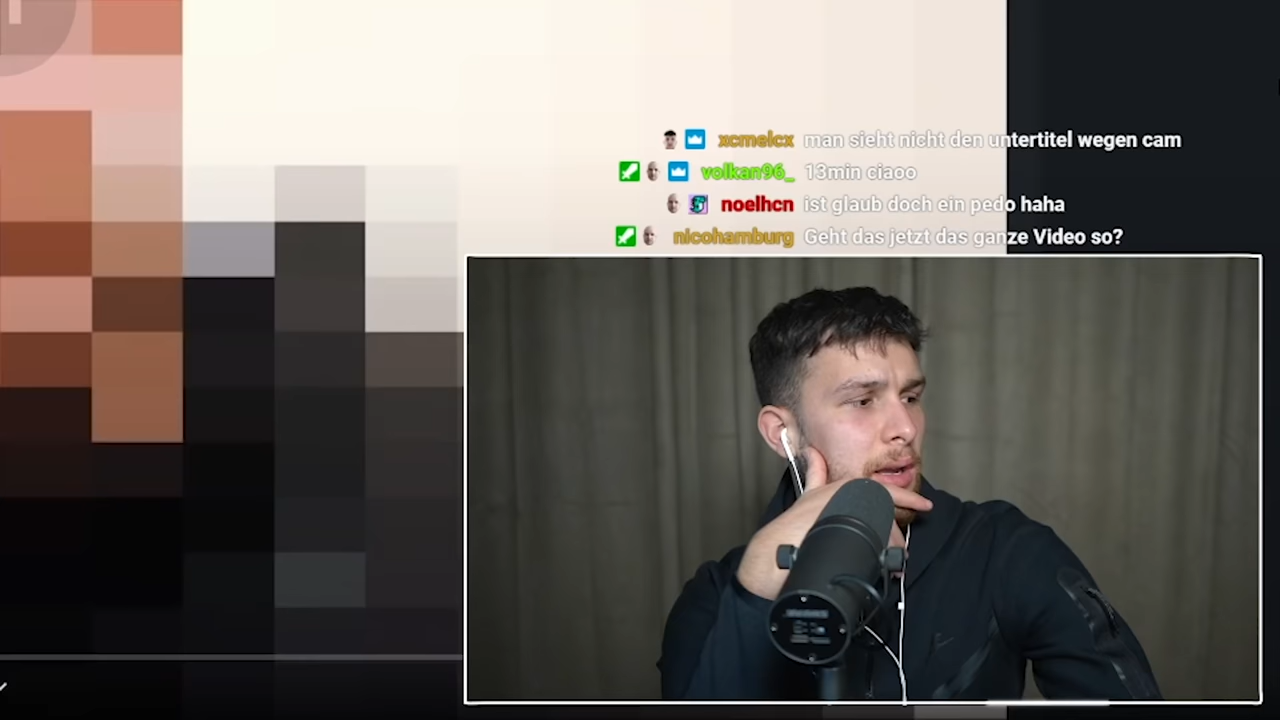 xcmelcx man sieht nicht den untertitel wegen cam
volkan96_ 13min ciaoo
noelhcn ist glaub doch ein pedo haha
nicohamburg Geht das jetzt das ganze Video so?